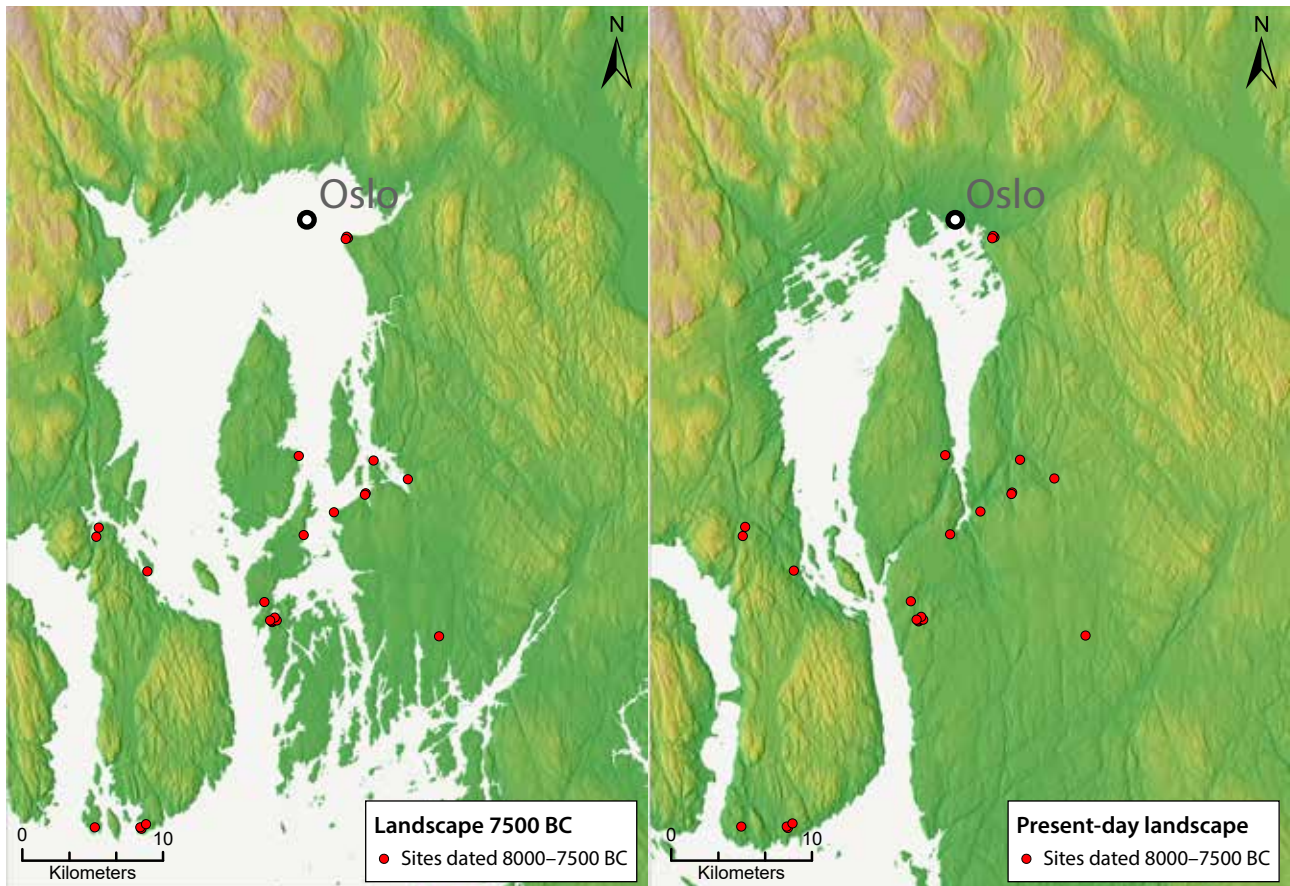 N
Oslo
0
10
Kilometers
Landscape 7500 BC
Sites dated 8000–7500 BC
N
Oslo
0
10
Kilometers
Present-day landscape
Sites dated 8000–7500 BC